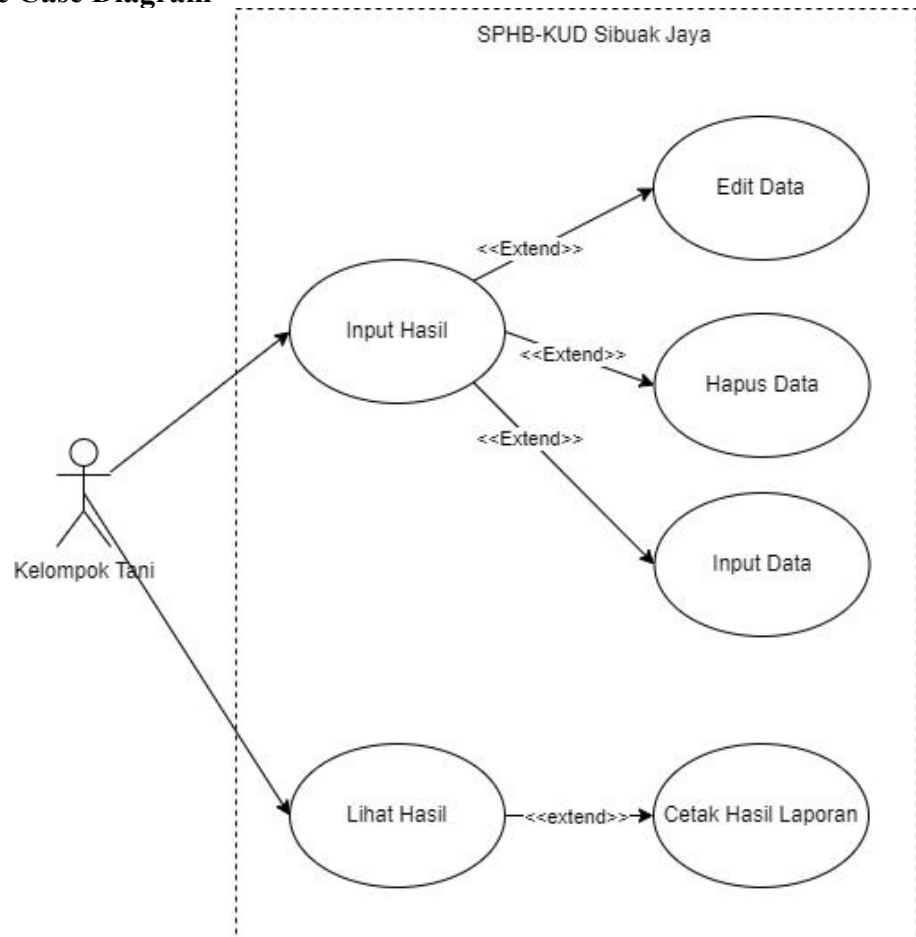 e Case Diagram
SPHB-KUD Sibuak Jaya
Edit Data
<<Extend>>
Input Hasil
<<Extend>>
Hapus Data
<<Extend>>
Input Data
Kelompok Tani
Lihat Hasil
<<extend>>
Cetak Hasil Laporan